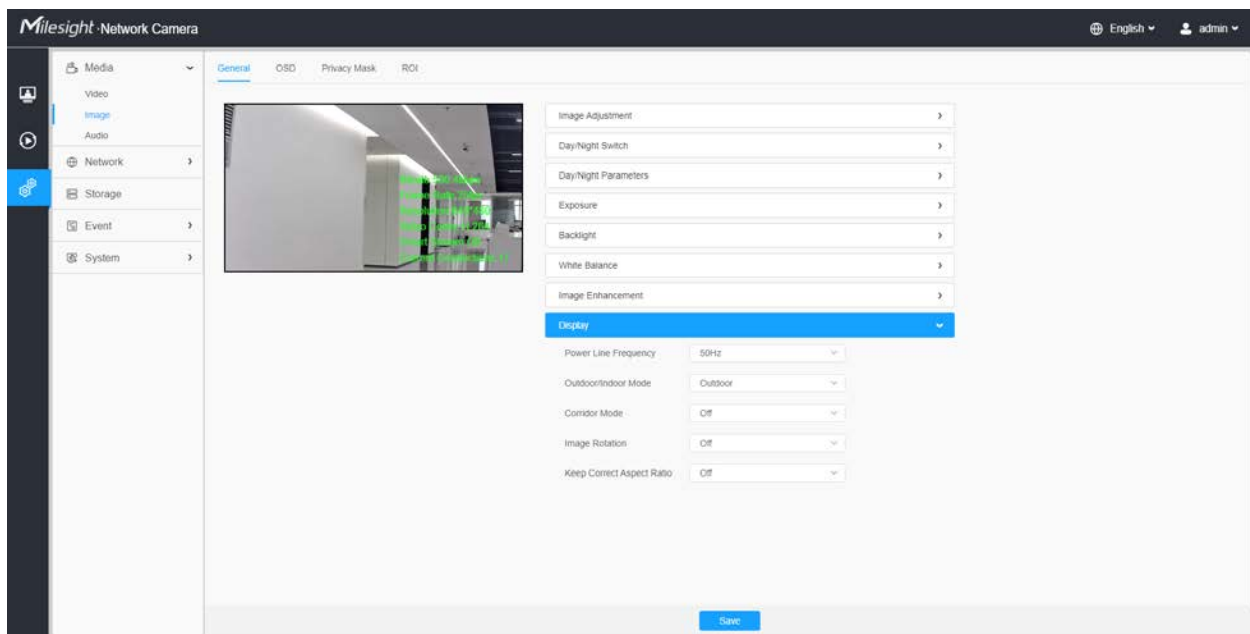 Milesight · Network Camera
English
admin
Media
Video
Image
Audio
Network
Storage
Event
System
General
OSD
Privacy Mask
ROI
Image Adjustment
Day/Night Switch
Day/Night Parameters
Exposure
Backlight
White Balance
Image Enhancement
Display
Power Line Frequency 50Hz
Outdoor/Indoor Mode Outdoor
Corridor Mode Off
Image Rotation Off
Keep Correct Aspect Ratio Off
Save